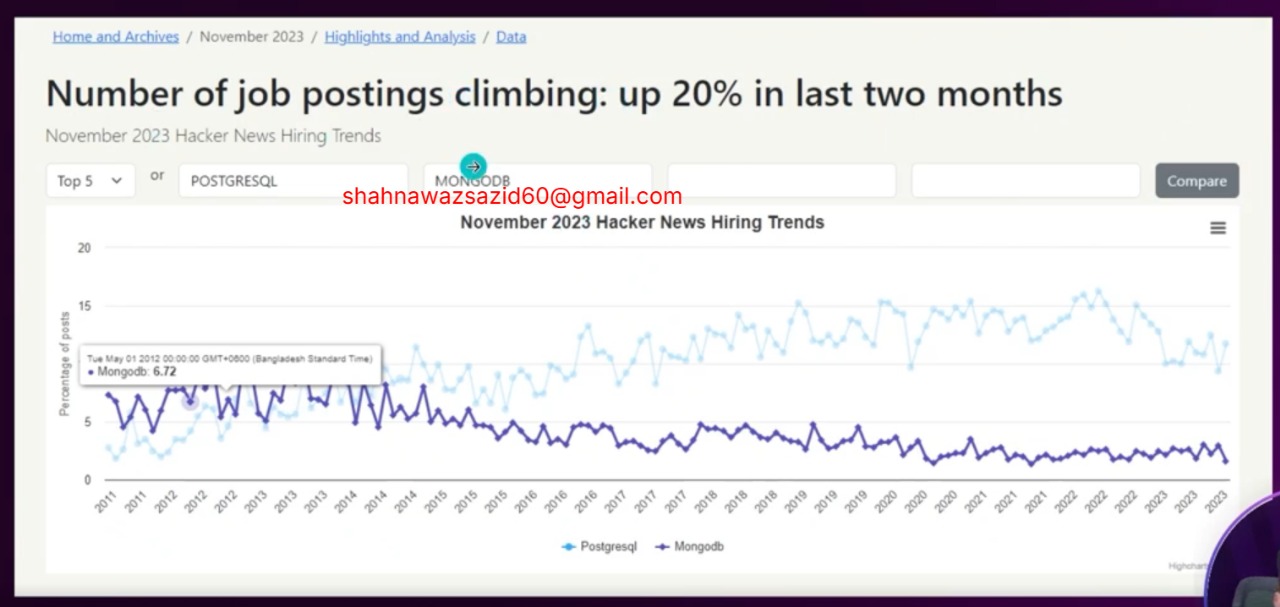 Home and Archives / November 2023 / Highlights and Analysis / Data
Number of job postings climbing: up 20% in last two months
November 2023 Hacker News Hiring Trends
Top 5 or POSTGRESQL MONGODB Compare
shahnawazsazid60@gmail.com
November 2023 Hacker News Hiring Trends
Percentage of posts
20
15
Tue May 01 2012 00:00:00 GMT+0600 (Bangladesh Standard Time)
Mongodb: 6.72
5
0
2011 2011 2012 2012 2012 2013 2013 2013 2014 2014 2014 2015 2015 2015 2016 2016 2016 2017 2017 2017 2018 2018 2018 2019 2019 2019 2020 2020 2020 2021 2021 2021 2022 2022 2022 2023 2023 2023
Postgresql Mongodb